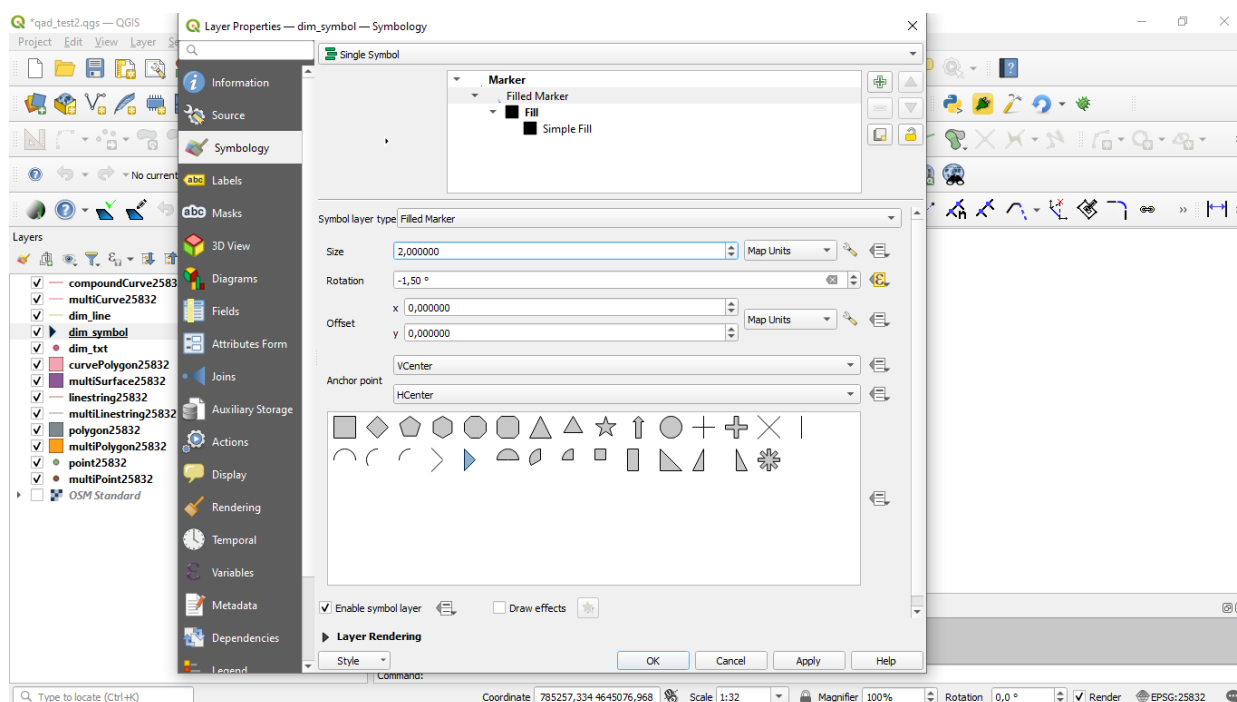 *qad_test2.qgs — QGIS
Project Edit View Layer Se
No current
Layers
compoundCurve2583
multiCurve25832
dim_line
dim_symbol
dim_txt
curvePolygon25832
multiSurface25832
linestring25832
multiLinestring25832
polygon25832
multiPolygon25832
point25832
multiPoint25832
OSM Standard
Layer Properties — dim_symbol — Symbology
Information
Source
Symbology
abc Labels
abc Masks
3D View
Diagrams
Fields
Attributes Form
Joins
Auxiliary Storage
Actions
Display
Rendering
Temporal
Variables
Metadata
Dependencies
Legend
Single Symbol
Marker
Filled Marker
Fill
Simple Fill
Symbol layer type Filled Marker
Size 2,000000 Map Units
Rotation -1,50 °
Offset x 0,000000 Map Units
y 0,000000
Anchor point VCenter
HCenter
Enable symbol layer Draw effects
Layer Rendering
Style OK Cancel Apply Help
Command:
Type to locate (Ctrl+K) Coordinate 785257,334 4645076,968 Scale 1:32 Magnifier 100% Rotation 0,0 ° Render EPSG:25832